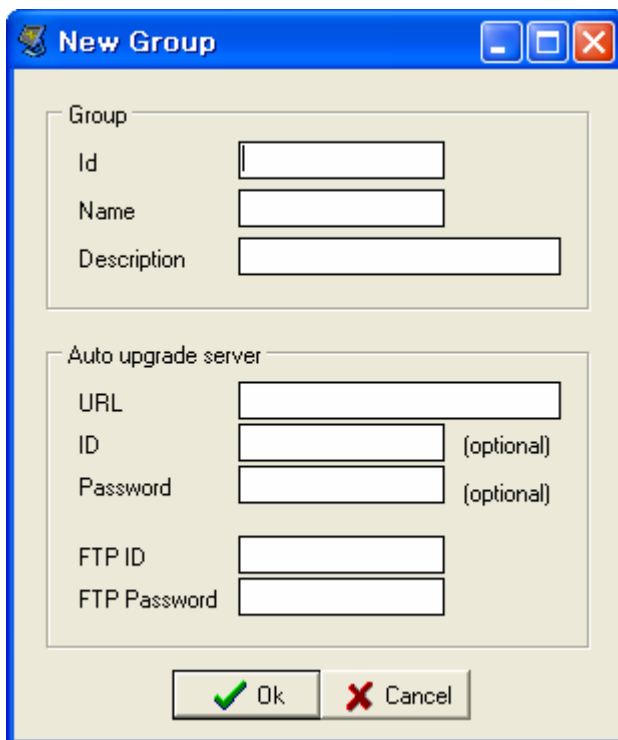 New Group
Group
Id
Name
Description
Auto upgrade server
URL
ID (optional)
Password (optional)
FTP ID
FTP Password
Ok Cancel